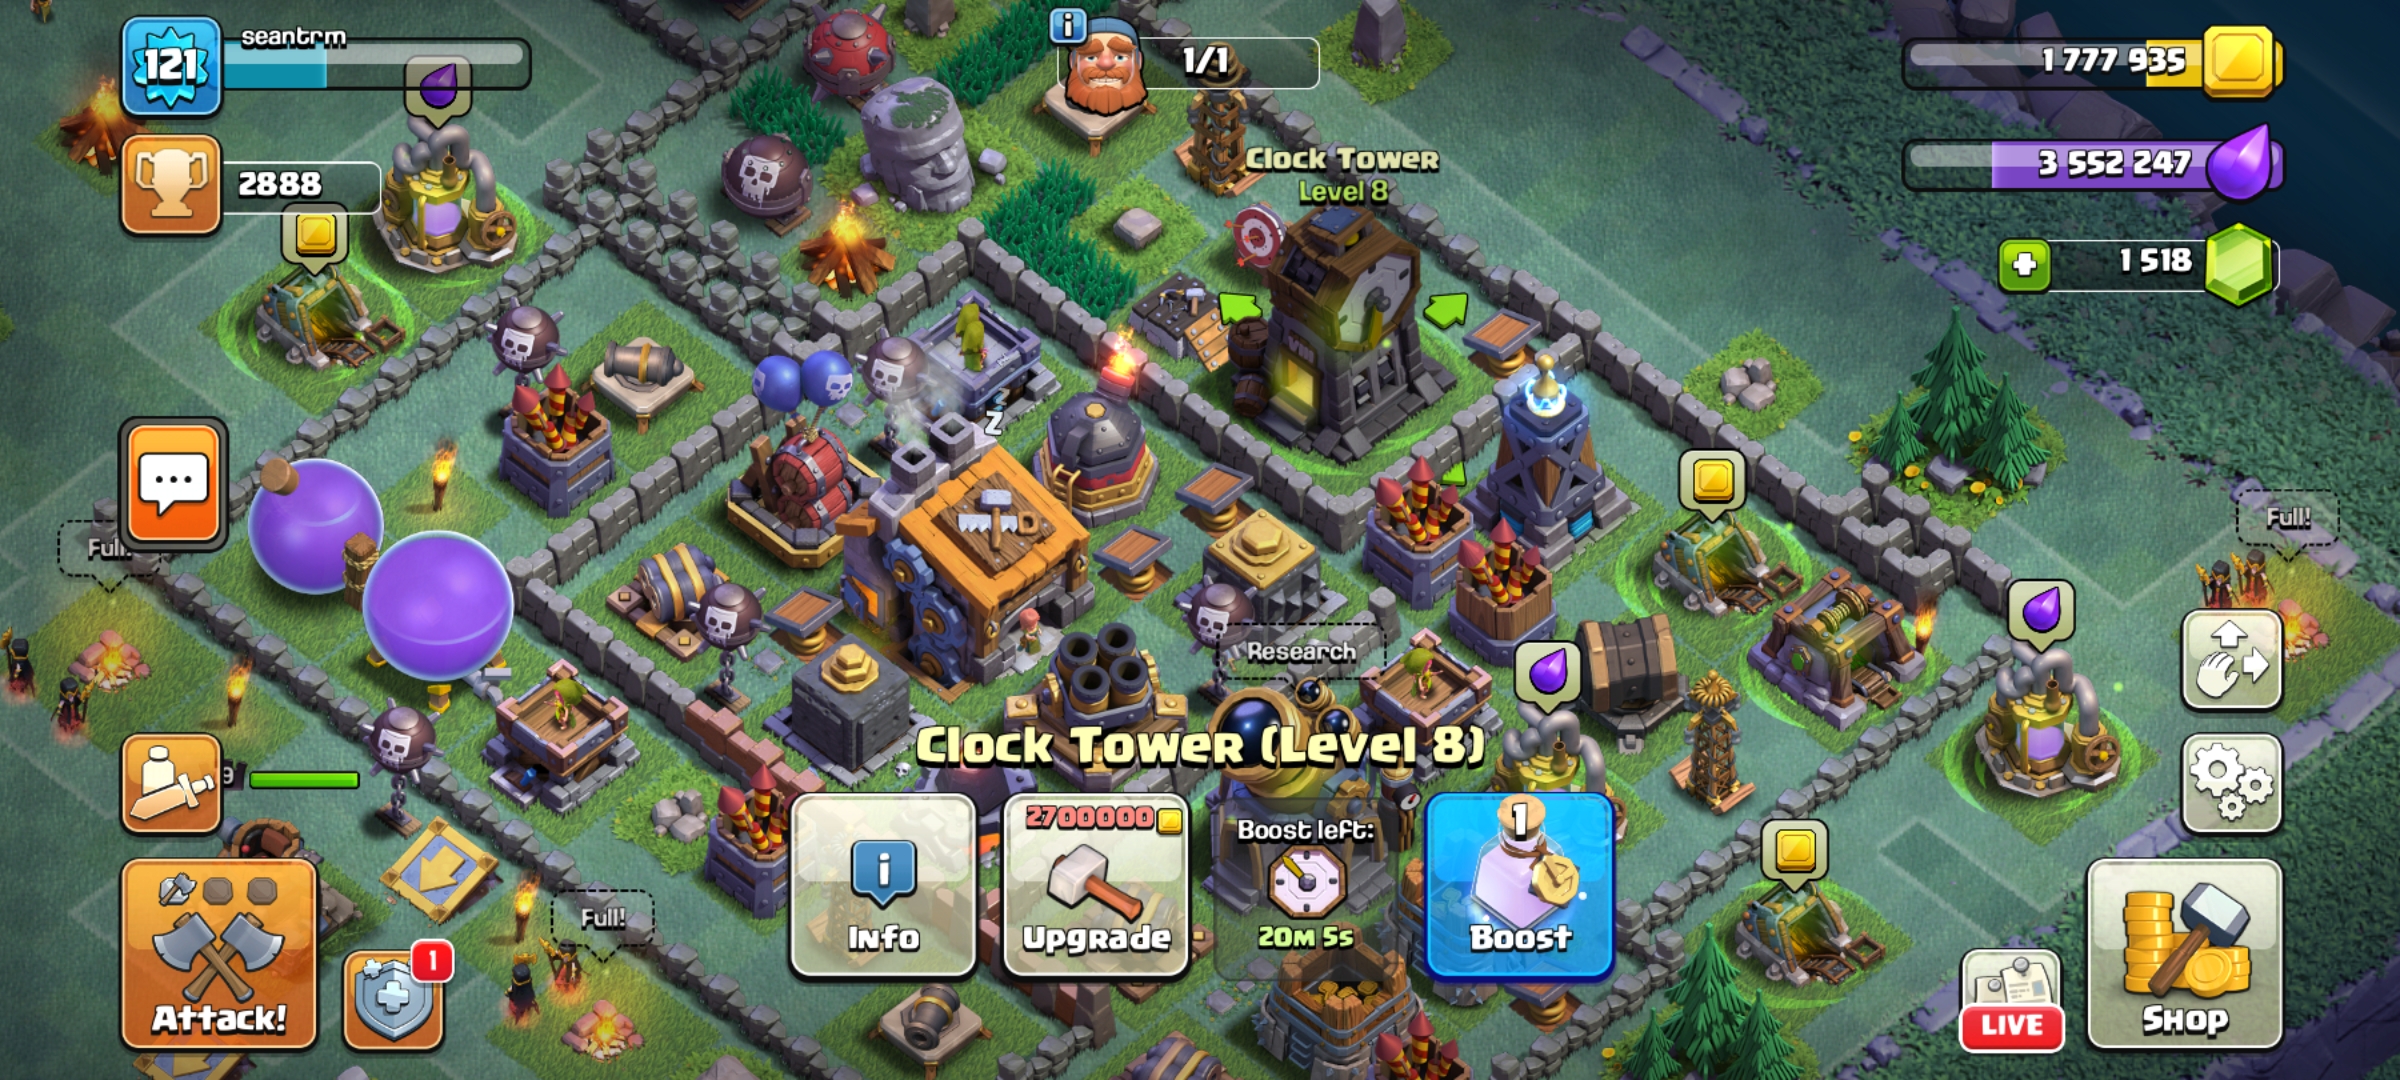 121
seantrm
1/1
1 777 935
3 552 247
2888
1 518
Clock Tower
Level 8
VIII
z
Full!
Full!
Research
Clock Tower (Level 8)
9
2700000
Boost left:
1
Info
Upgrade
20m 5s
Boost
Full!
1
Attack!
LIVE
Shop